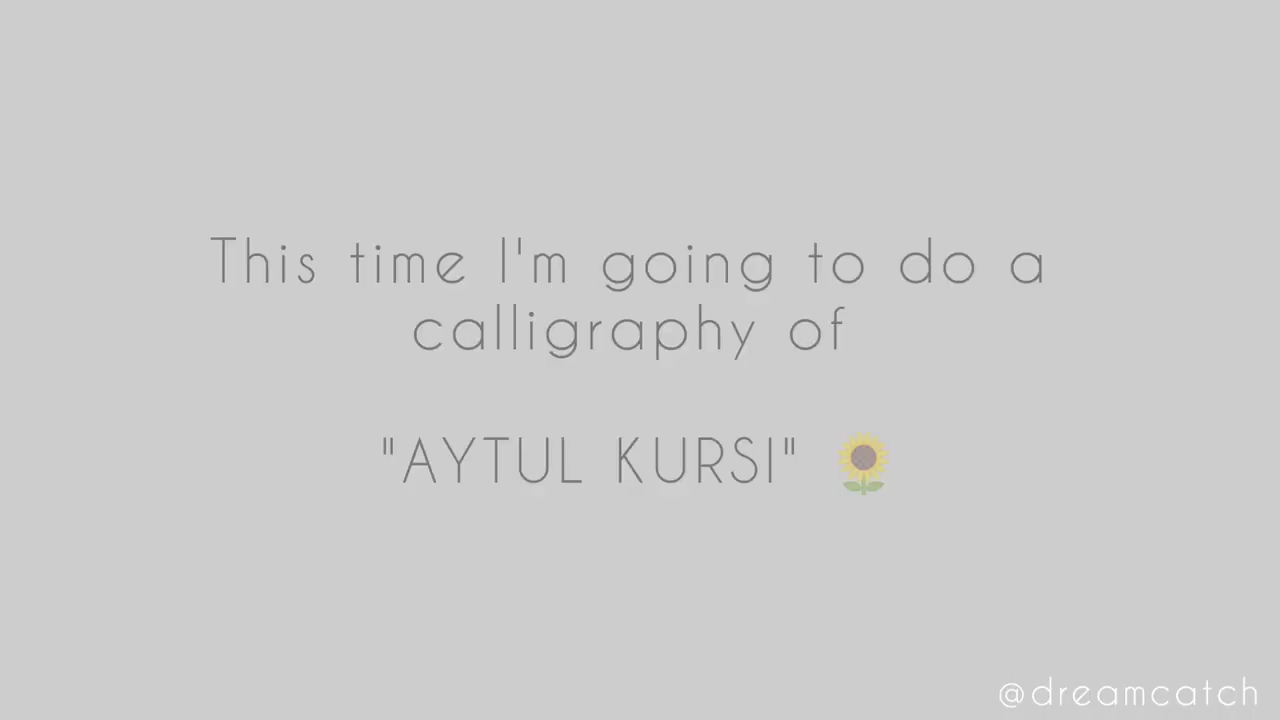 This time I'm going to do a
calligraphy of
"AYTUL KURSI" 🌻
@dreamcatch